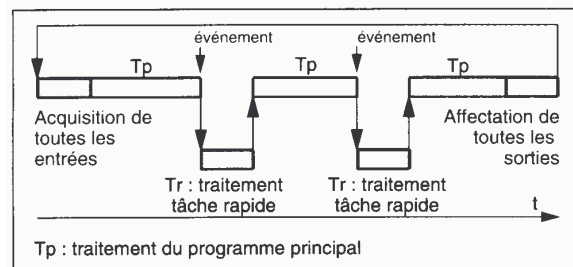 événement
événement
Tp
Tp
Tp
Acquisition de
toutes les
entrées
Affectation de
toutes les
sorties
Tr : traitement
tâche rapide
Tr : traitement
tâche rapide
t
Tp : traitement du programme principal